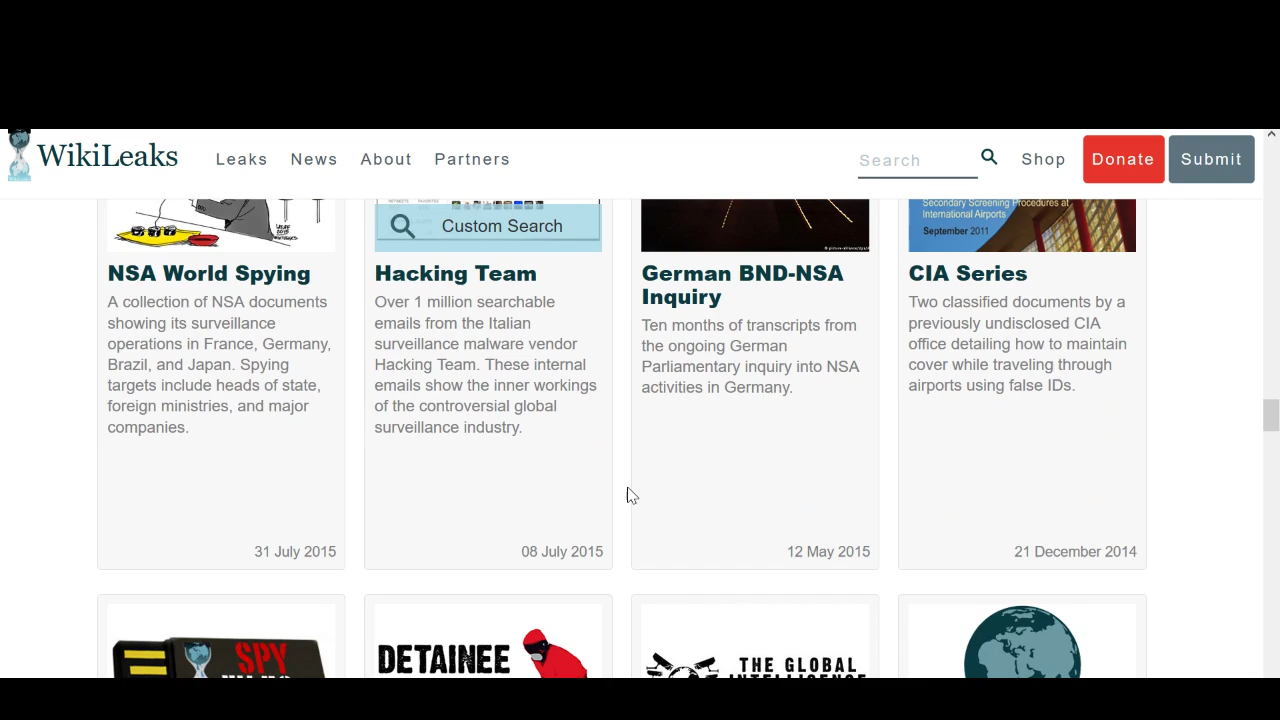 WikiLeaks
Leaks News About Partners
Search
Shop
Donate
Submit
Custom Search
Secondary Screening Procedures at
International Airports
September 2011
NSA World Spying
A collection of NSA documents
showing its surveillance
operations in France, Germany,
Brazil, and Japan. Spying
targets include heads of state,
foreign ministries, and major
companies.
31 July 2015
Hacking Team
Over 1 million searchable
emails from the Italian
surveillance malware vendor
Hacking Team. These internal
emails show the inner workings
of the controversial global
surveillance industry.
08 July 2015
German BND-NSA
Inquiry
Ten months of transcripts from
the ongoing German
Parliamentary inquiry into NSA
activities in Germany.
12 May 2015
CIA Series
Two classified documents by a
previously undisclosed CIA
office detailing how to maintain
cover while traveling through
airports using false IDs.
21 December 2014
SPY
DETAINEE
THE GLOBAL
INTELLIGENCE